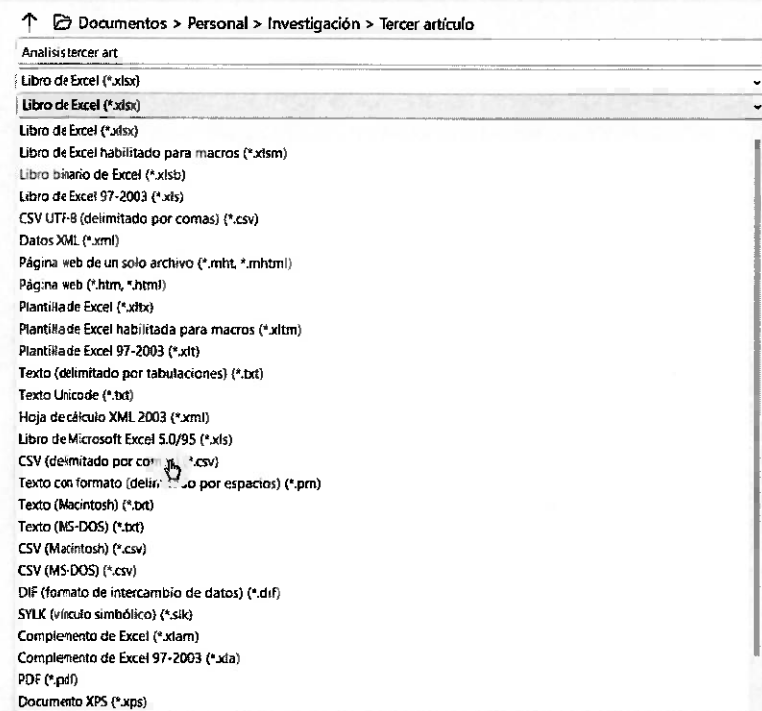 Documentos > Personal > Investigación > Tercer artículo
Analisis tercer art
Libro de Excel (*.xlsx)
Libro de Excel (*.xlsx)
Libro de Excel (*.xlsx)
Libro de Excel habilitado para macros (*.xlsm)
Libro binario de Excel (*.xlsb)
Libro de Excel 97-2003 (*.xls)
CSV UTF-8 (delimitado por comas) (*.csv)
Datos XML (*.xml)
Página web de un solo archivo (*.mht, *.mhtml)
Página web (*.htm, *.html)
Plantilla de Excel (*.xltx)
Plantilla de Excel habilitada para macros (*.xltm)
Plantilla de Excel 97-2003 (*.xlt)
Texto (delimitado por tabulaciones) (*.txt)
Texto Unicode (*.txt)
Hoja de cálculo XML 2003 (*.xml)
Libro de Microsoft Excel 5.0/95 (*.xls)
CSV (delimitado por *.csv)
Texto con formato por espacios) (*.prn)
Texto (Macintosh) (*.txt)
Texto (MS-DOS) (*.txt)
CSV (Macintosh) (*.csv)
CSV (MS-DOS) (*.csv)
DIF (formato de intercambio de datos) (*.dif)
SYLK (vínculo simbólico) (*.slk)
Complemento de Excel (*.xlam)
Complemento de Excel 97-2003 (*.xla)
PDF (*.pdf)
Documento XPS (*.xps)